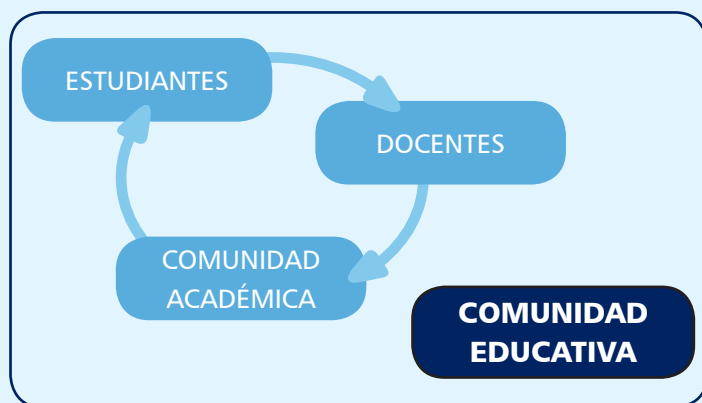 ESTUDIANTES
DOCENTES
COMUNIDAD
ACADÉMICA
COMUNIDAD
EDUCATIVA